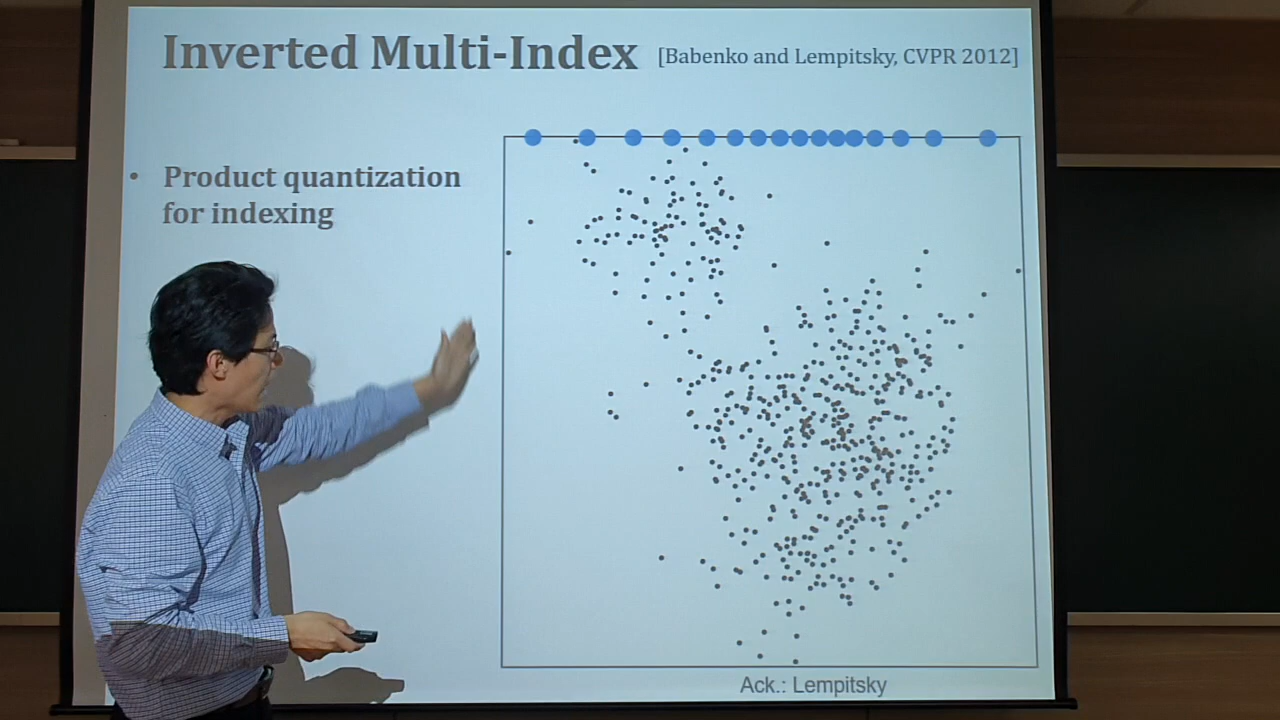 Inverted Multi-Index [Babenko and Lempitsky, CVPR 2012]
• Product quantization
for indexing
Ack.: Lempitsky